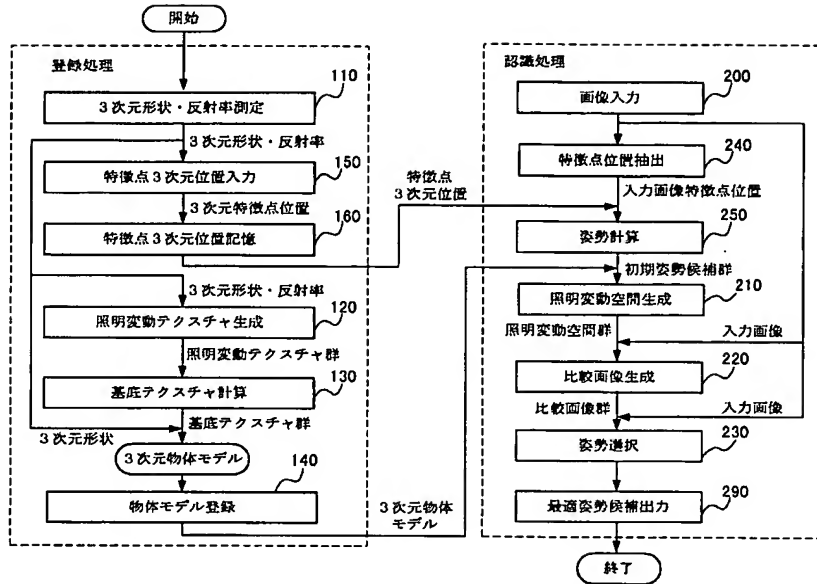 開始
登録処理
3次元形状・反射率測定
110
3次元形状・反射率
特徴点3次元位置入力
150
3次元特徴点位置
特徴点3次元位置記憶
160
3次元形状・反射率
照明変動テクスチャ生成
120
照明変動テクスチャ群
基底テクスチャ計算
130
3次元形状
基底テクスチャ群
3次元物体モデル
物体モデル登録
140
特徴点
3次元位置
3次元物体
モデル
認識処理
画像入力
200
特徴点位置抽出
240
入力画像特徴点位置
姿勢計算
250
初期姿勢候補群
照明変動空間生成
210
照明変動空間群
入力画像
比較画像生成
220
比較画像群
入力画像
姿勢選択
230
最適姿勢候補出力
290
終了